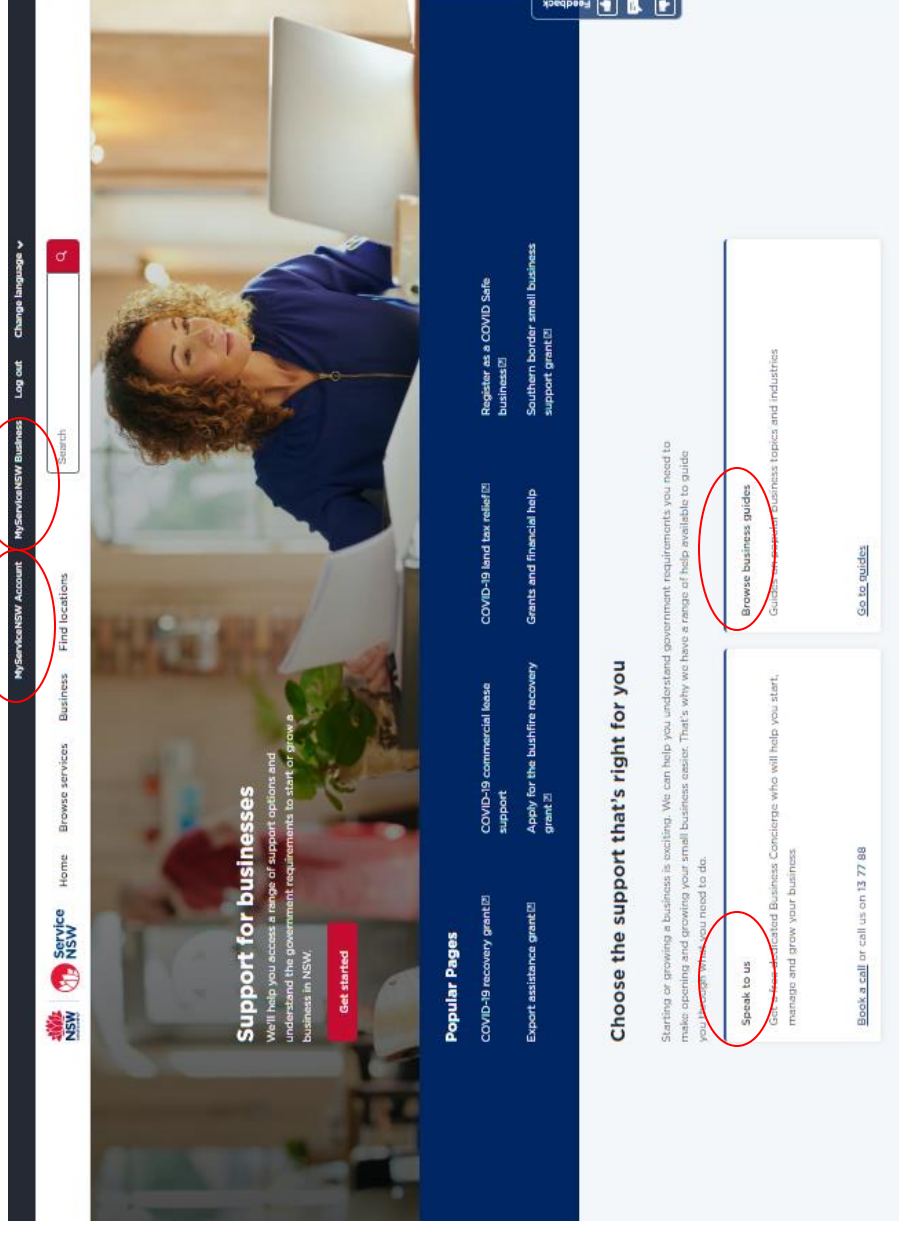 MyServiceNSW Account
MyServiceNSW Business
Log out
Change language
NSW
Service
NSW
Home
Browse services
Business
Find locations
Search
Support for businesses
We'll help you access a range of support options and
understand the government requirements to start or grow a
business in NSW.
Get started
Popular Pages
COVID-19 recovery grant
COVID-19 commercial lease
support
COVID-19 land tax relief
Register as a COVID Safe
business
Export assistance grant
Apply for the bushfire recovery
grant
Grants and financial help
Southern border small business
support grant
Feedback
Choose the support that's right for you
Starting or growing a business is exciting. We can help you understand government requirements you need to
make opening and growing your small business easier. That's why we have a range of help available to guide
you through what you need to do.
Speak to us
Get a free dedicated Business Concierge who will help you start,
manage and grow your business
Book a call or call us on 13 77 88
Browse business guides
Guides on popular business topics and industries
Go to guides